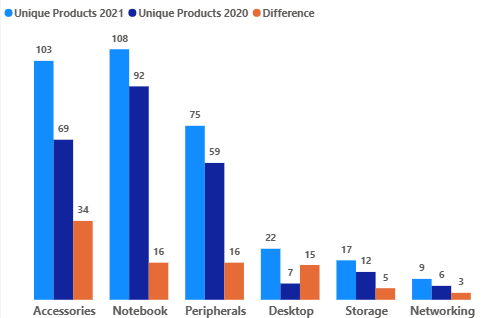 Unique Products 2021 Unique Products 2020 Difference
103 69 34
108 92 16
75 59 16
22 7 15
17 12 5
9 6 3
Accessories Notebook Peripherals Desktop Storage Networking